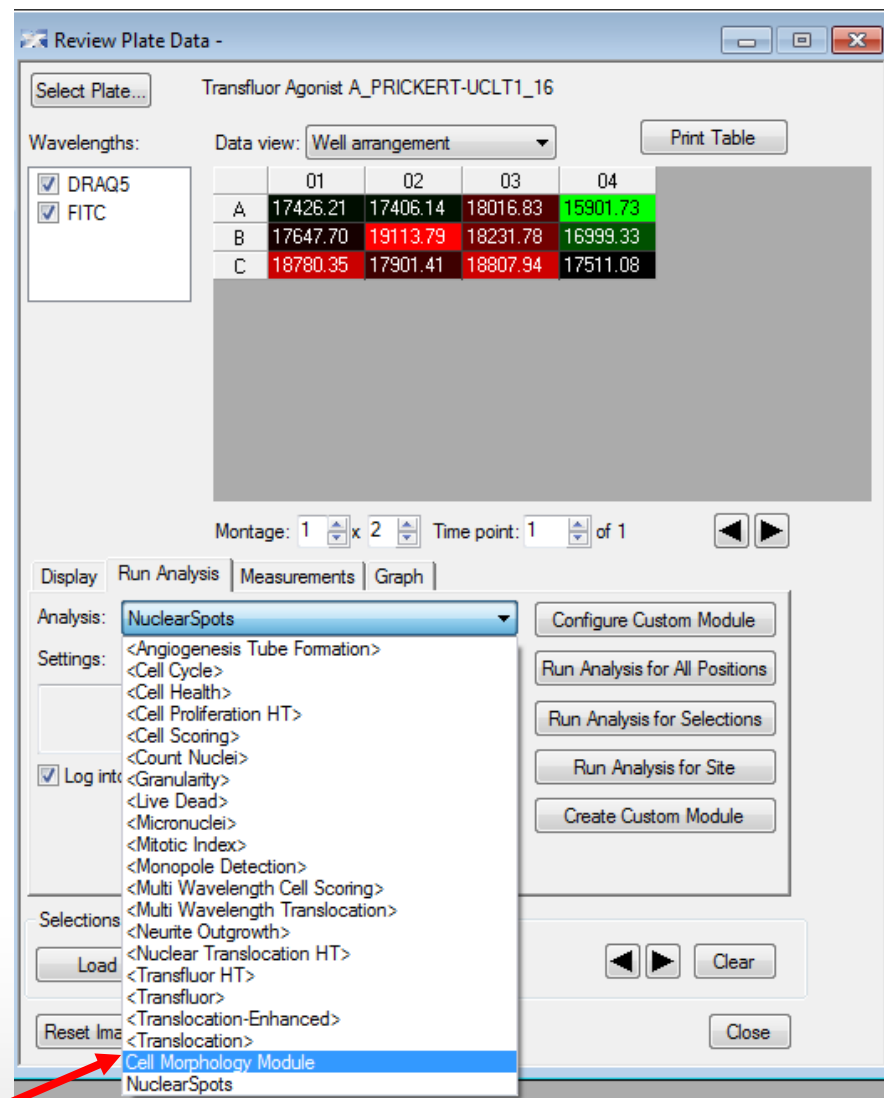 Review Plate Data -
Select Plate... Transfluor Agonist A_PRICKERT-UCLT1_16
Wavelengths: Data view: Well arrangement Print Table
DRAQ5
FITC
01 02 03 04
A 17426.21 17406.14 18016.83 15901.73
B 17647.70 19113.79 18231.78 16999.33
C 18780.35 17901.41 18807.94 17511.08
Montage: 1 x 2 Time point: 1 of 1
Display Run Analysis Measurements Graph
Analysis: NuclearSpots Configure Custom Module
Settings:
<Angiogenesis Tube Formation>
<Cell Cycle>
<Cell Health>
<Cell Proliferation HT>
<Cell Scoring>
<Count Nuclei>
<Granularity>
<Live Dead>
<Micronuclei>
<Mitotic Index>
<Monopole Detection>
<Multi Wavelength Cell Scoring>
<Multi Wavelength Translocation>
<Neurite Outgrowth>
<Nuclear Translocation HT>
<Transfluor HT>
<Transfluor>
<Translocation-Enhanced>
<Translocation>
Cell Morphology Module
NuclearSpots
Run Analysis for All Positions
Run Analysis for Selections
Log into Run Analysis for Site
Create Custom Module
Selections
Load Clear
Reset Ima Close